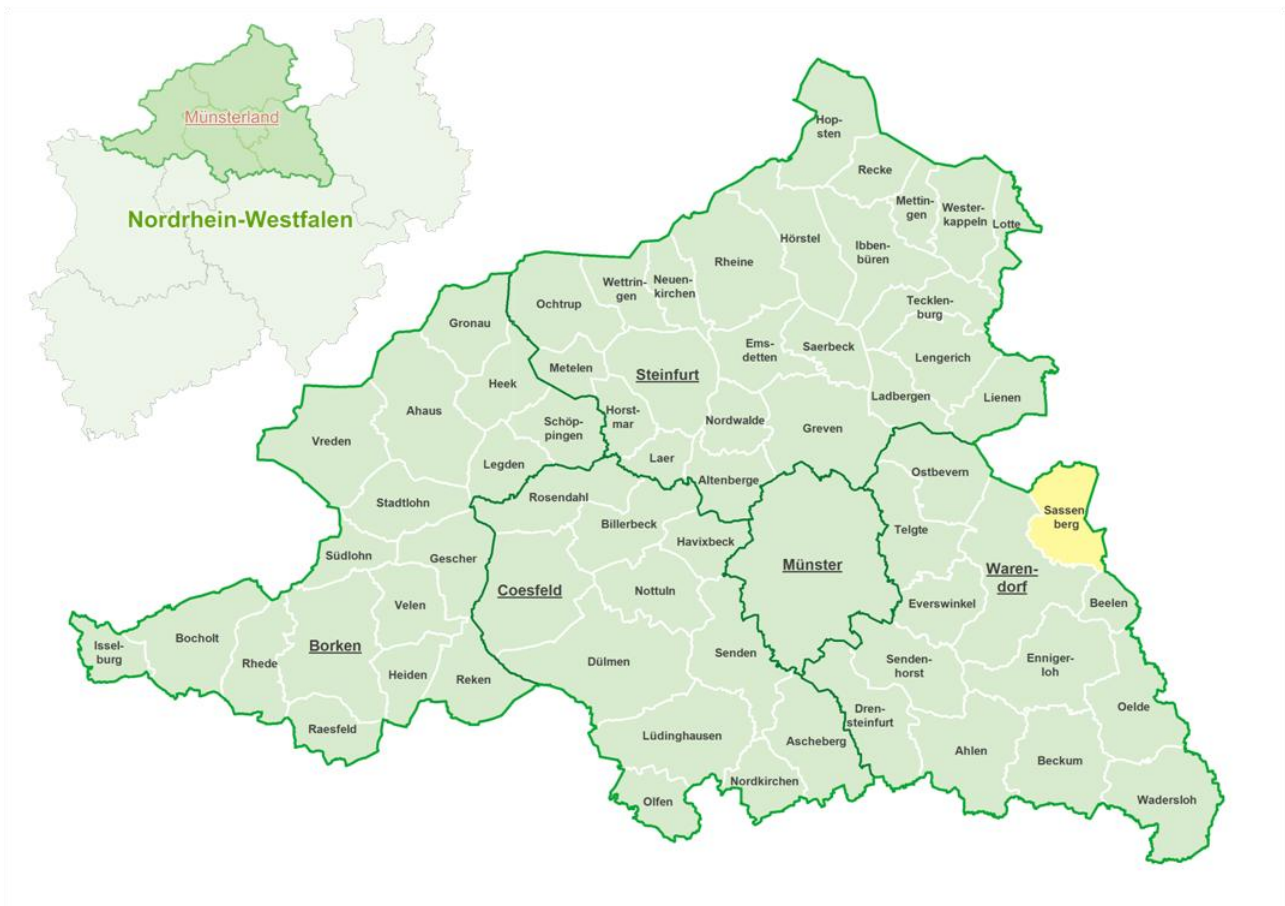 Münsterland
Nordrhein-Westfalen
Hop-
sten
Recke
Mettin-
gen
Wester-
kappeln
Lotte
Hörstel
Ibben-
büren
Rheine
Wettrin-
gen
Neuen-
kirchen
Ochtrup
Tecklen-
burg
Gronau
Ems-
detten
Saerbeck
Lengerich
Metelen
Steinfurt
Heek
Ladbergen
Lienen
Ahaus
Horst-
mar
Nordwalde
Schöp-
pingen
Greven
Vreden
Laer
Legden
Ostbevern
Altenberge
Rosendahl
Stadtlohn
Sassen
berg
Billerbeck
Telgte
Havixbeck
Südlohn
Gescher
Münster
Waren-
dorf
Coesfeld
Nottuln
Velen
Everswinkel
Beelen
Bocholt
Issel-
burg
Borken
Senden
Rhede
Dülmen
Senden-
horst
Enniger-
loh
Heiden
Reken
Oelde
Dren-
steinfurt
Raesfeld
Lüdinghausen
Ascheberg
Ahlen
Beckum
Nordkirchen
Olfen
Wadersloh